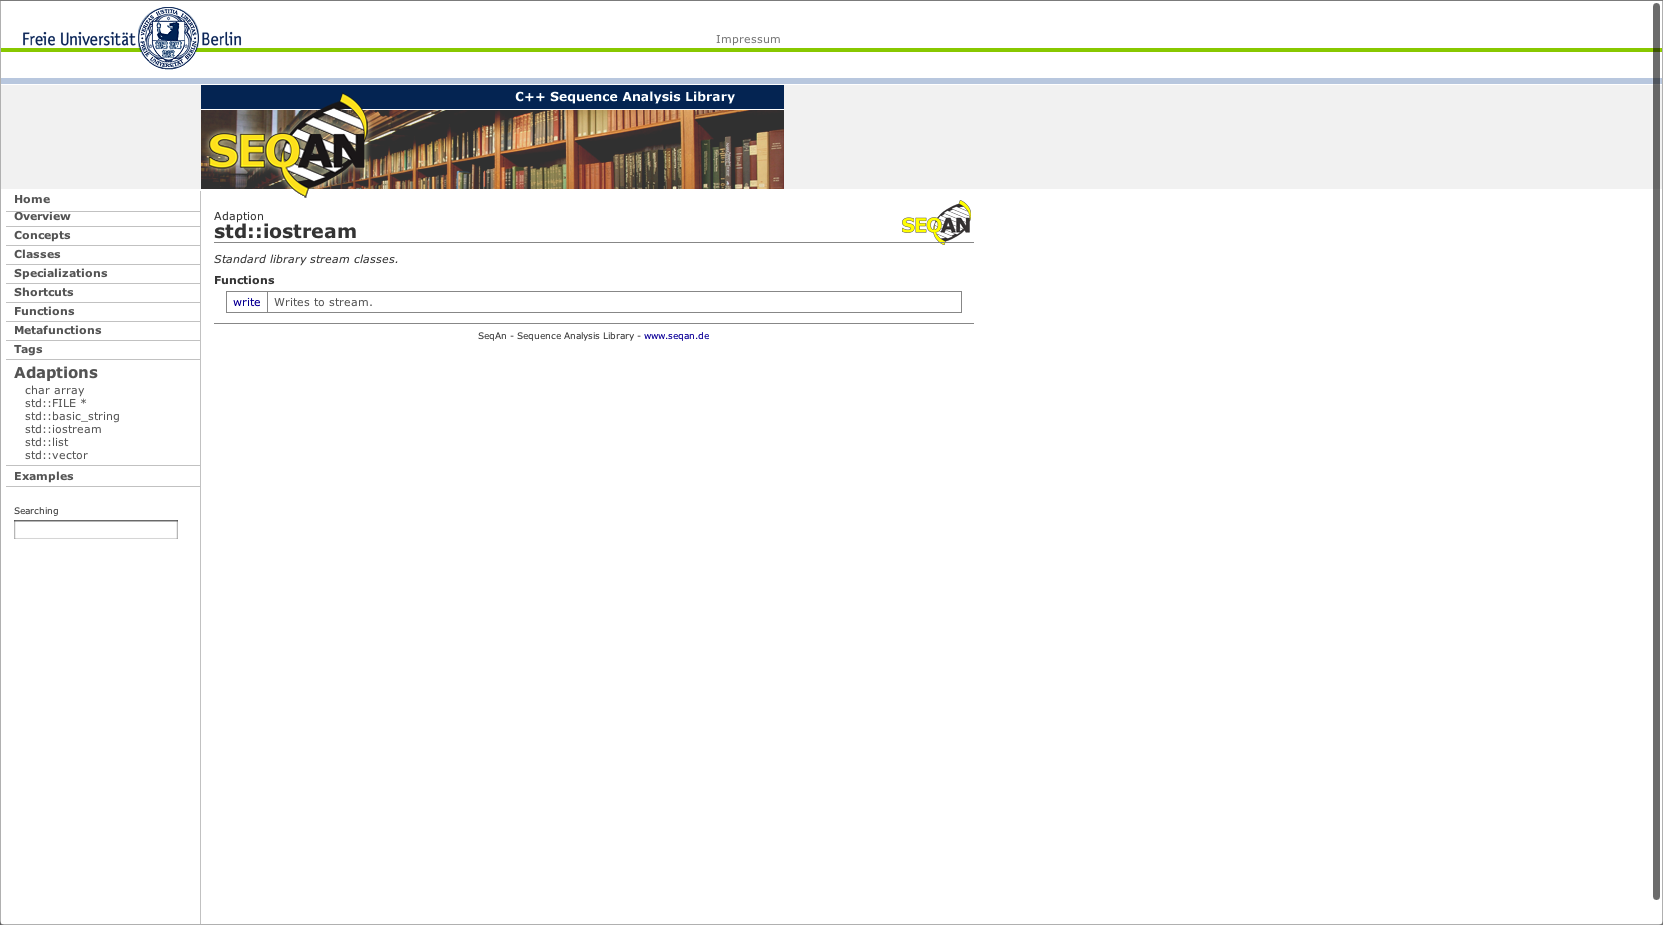 Freie Universität Berlin
Impressum
C++ Sequence Analysis Library
SEQAN
Home
Overview
Concepts
Classes
Specializations
Shortcuts
Functions
Metafunctions
Tags
Adaptions
char array
std::FILE *
std::basic_string
std::iostream
std::list
std::vector
Examples
Searching
Adaption
std::iostream
SEQAN
Standard library stream classes.
Functions
write Writes to stream.
SeqAn - Sequence Analysis Library - www.seqan.de